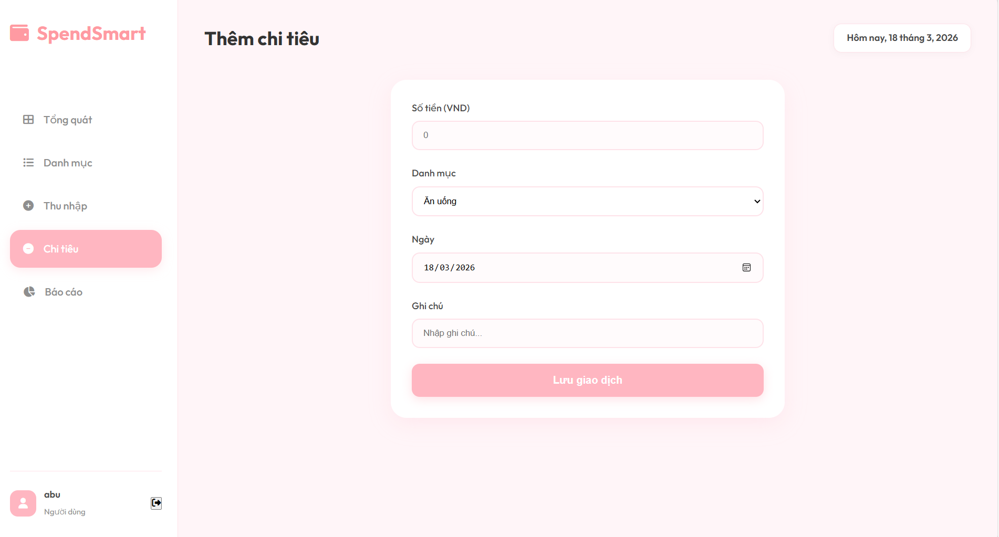 SpendSmart
Tổng quát
Danh mục
Thu nhập
Chi tiêu
Báo cáo
abu
Người dùng
Thêm chi tiêu
Hôm nay, 18 tháng 3, 2026
Số tiền (VND)
0
Danh mục
Ăn uống
Ngày
18/03/2026
Ghi chú
Nhập ghi chú...
Lưu giao dịch